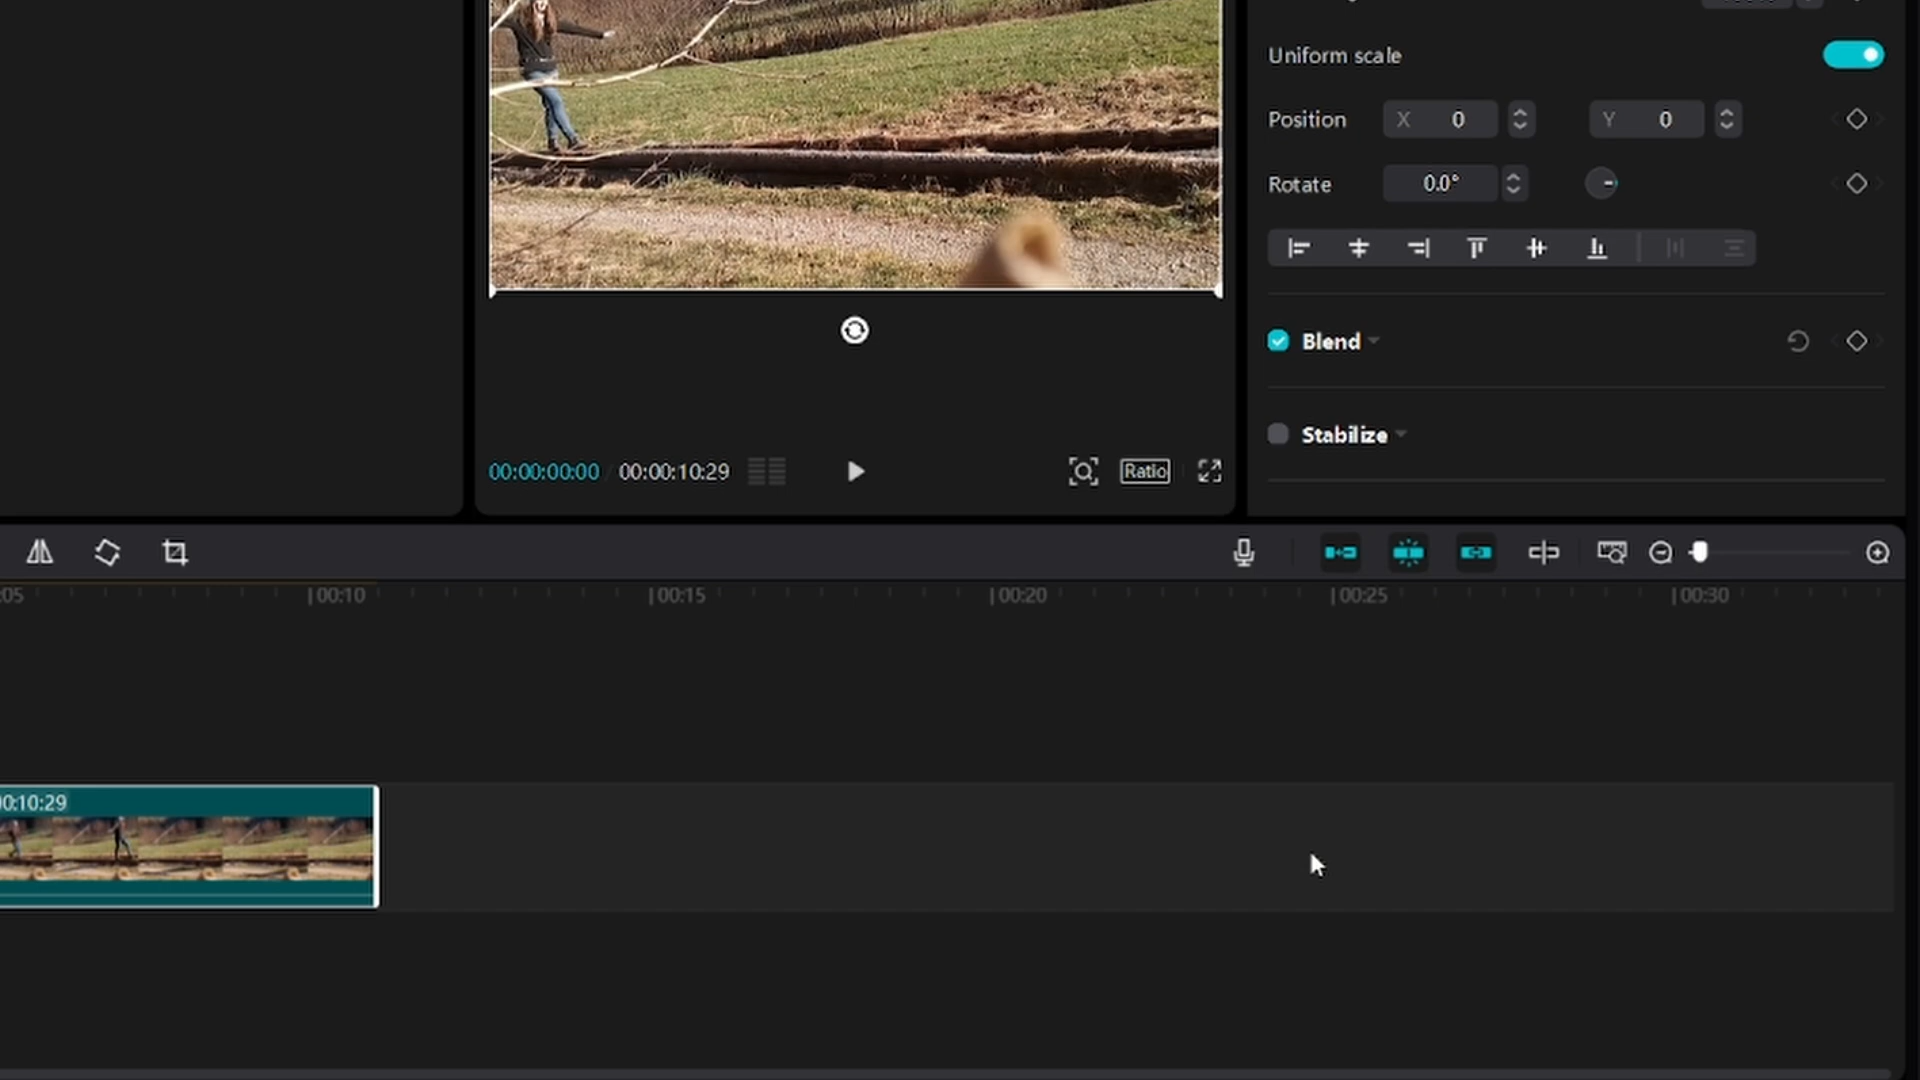 Uniform scale
Position X 0 Y 0
Rotate 0.0°
Blend
Stabilize
00:00:00:00 / 00:00:10:29
Ratio
:05 00:10 00:15 00:20 00:25 00:30
00:10:29